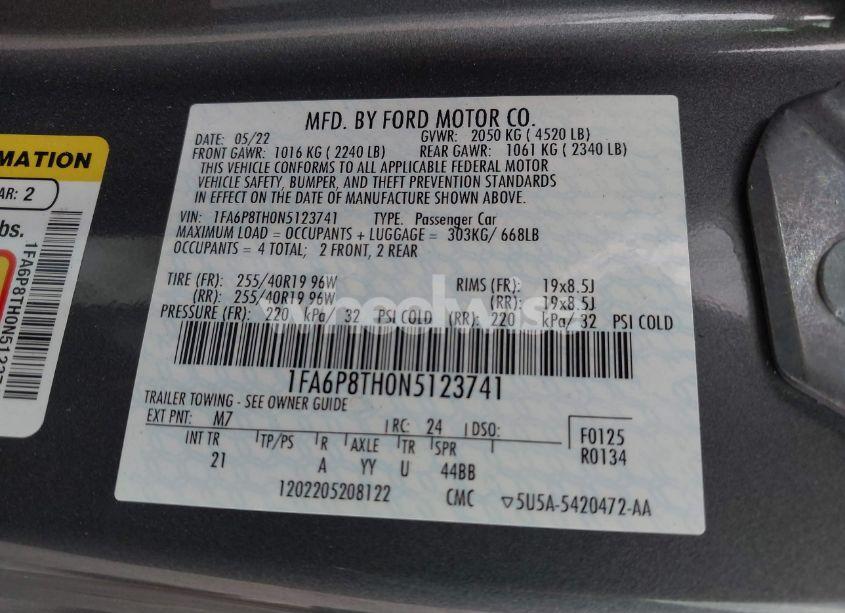 MFD. BY FORD MOTOR CO.
DATE: 05/22 GVWR: 2050 KG ( 4520 LB)
FRONT GAWR: 1016 KG ( 2240 LB) REAR GAWR: 1061 KG ( 2340 LB)
THIS VEHICLE CONFORMS TO ALL APPLICABLE FEDERAL MOTOR
VEHICLE SAFETY, BUMPER, AND THEFT PREVENTION STANDARDS
IN EFFECT ON THE DATE OF MANUFACTURE SHOWN ABOVE.
VIN: 1FA6P8TH0N5123741 TYPE: Passenger Car
MAXIMUM LOAD = OCCUPANTS + LUGGAGE = 303KG/ 668LB
OCCUPANTS = 4 TOTAL; 2 FRONT, 2 REAR
TIRE (FR): 255/40R19 96W RIMS (FR): 19x8.5J
(RR): 255/40R19 96W (RR): 19x8.5J
PRESSURE (FR): 220 kPa/ 32 PSI COLD (RR): 220 kPa/ 32 PSI COLD
1FA6P8TH0N5123741
TRAILER TOWING - SEE OWNER GUIDE
EXT PNT: M7 RC: 24 DSO: F0125
INT TR TP/PS R AXLE TR SPR R0134
21 A YY U 44BB
1202205208122 CMC ▽5U5A-5420472-AA
MATION
AR: 2
bs.
1FA6P8TH0N5123